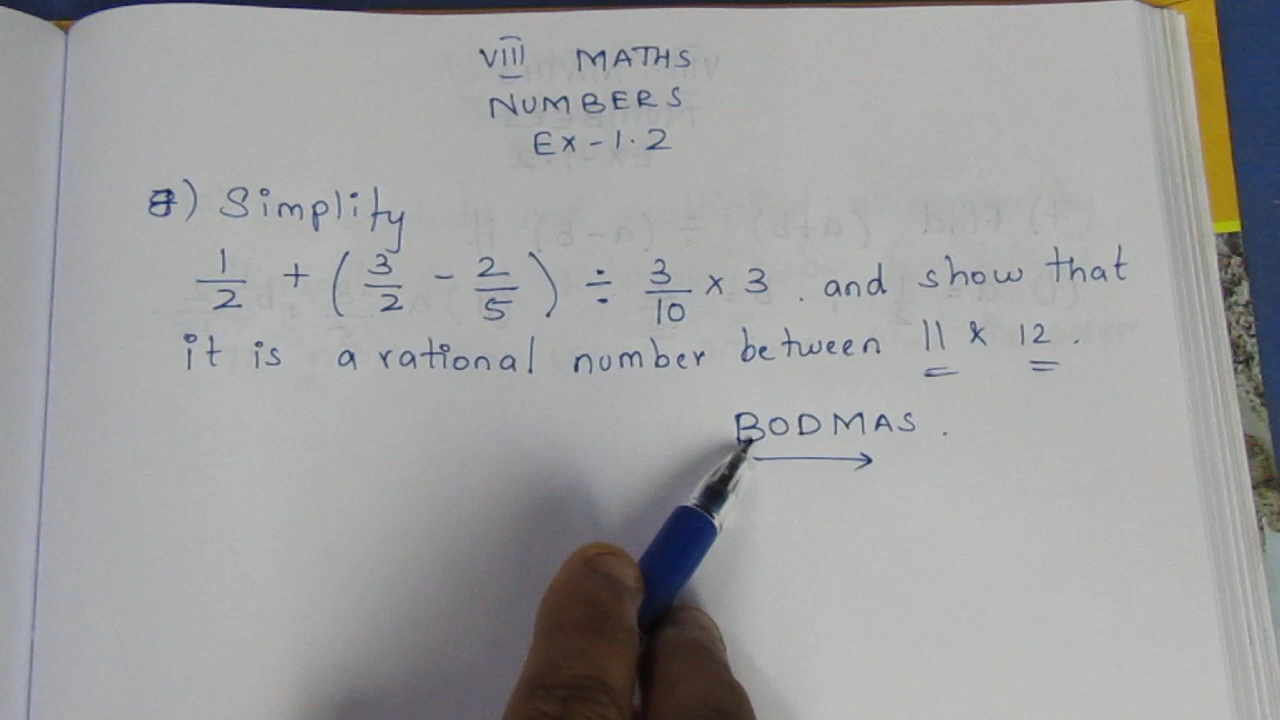 VIII MATHS
NUMBERS
Ex-1.2
8) Simplify
1/2 + (3/2 - 2/5) ÷ 3/10 × 3 . and show that
it is a rational number between 11 & 12 .
BODMAS .